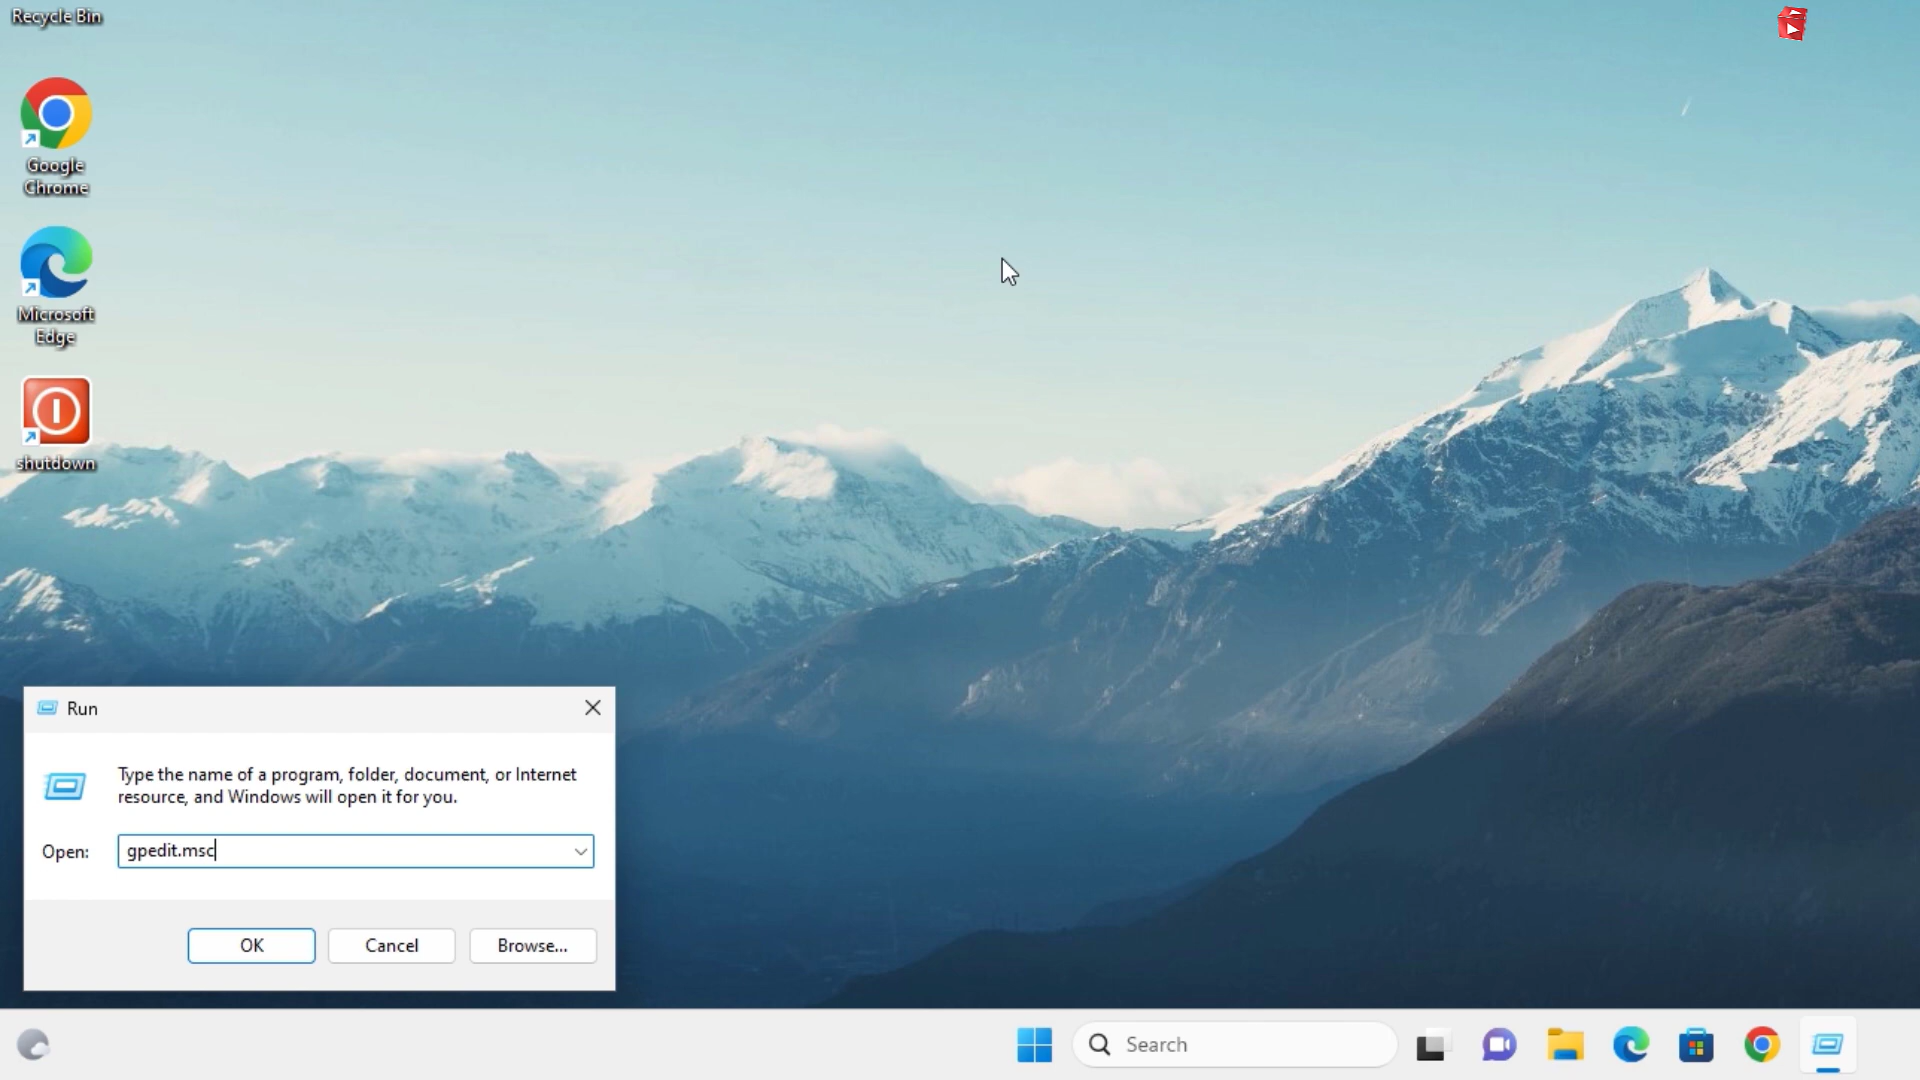 Recycle Bin
Google
Chrome
Microsoft
Edge
shutdown
Run
Type the name of a program, folder, document, or Internet
resource, and Windows will open it for you.
Open:
gpedit.msc
OK
Cancel
Browse...
Search